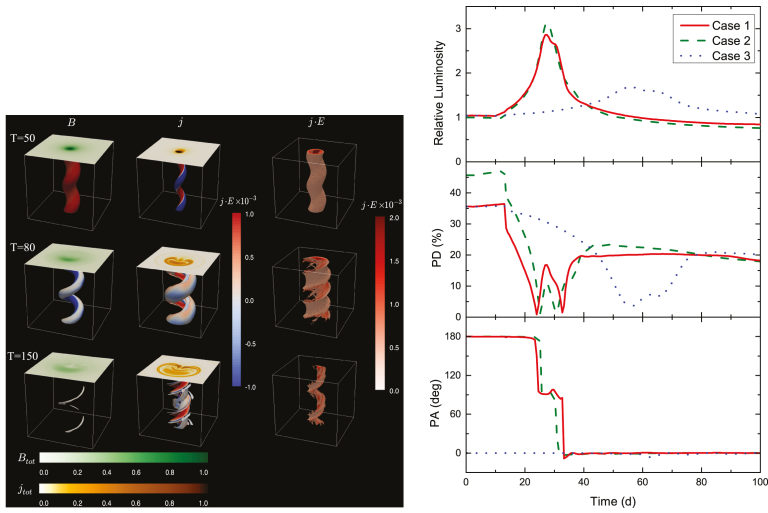 B j j·E
T=50
T=80
T=150
j·E ×10⁻³
1.0
0.5
0.0
-0.5
-1.0
j·E ×10⁻³
2.0
1.5
1.0
0.5
0.0
B_tot 0.0 0.2 0.4 0.6 0.8 1.0
j_tot 0.0 0.2 0.4 0.6 0.8 1.0
Relative Luminosity
3
2
1
0
Case 1
Case 2
Case 3
PD (%)
40
30
20
10
0
PA (deg)
180
120
60
0
0 20 40 60 80 100
Time (d)